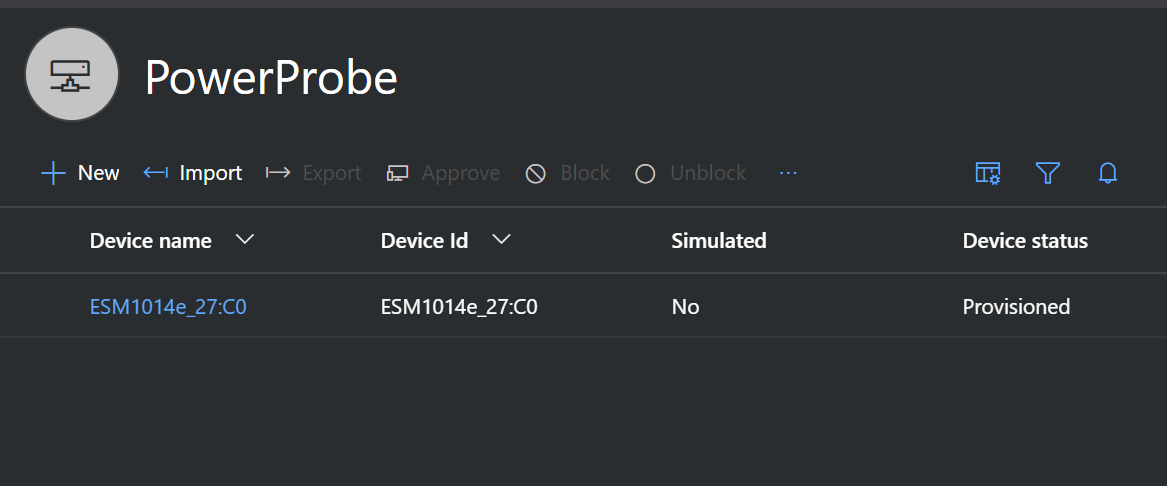 PowerProbe
New Import Export Approve Block Unblock ...
Device name Device Id Simulated Device status
ESM1014e_27:C0 ESM1014e_27:C0 No Provisioned